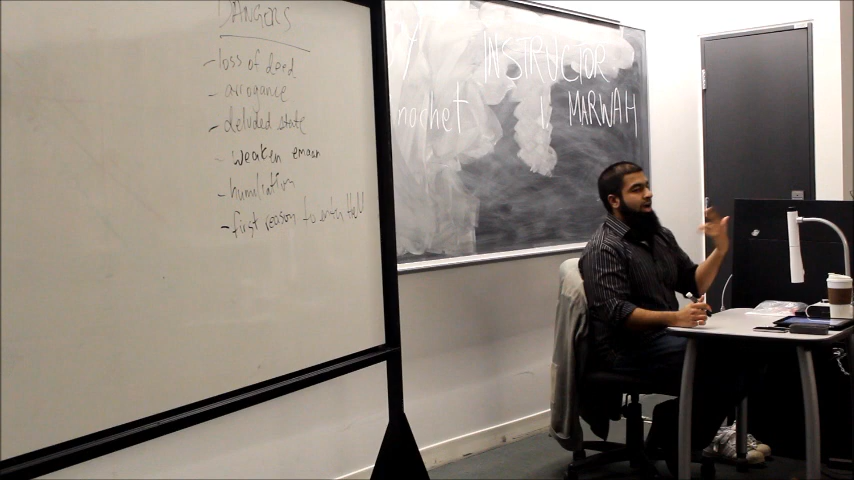 DANGERS
- loss of deed
- arrogance
- deluded state
- weaken emaan
- humiliation
- first reason to enter Hell
INSTRUCTOR
nochet ↓ MARWAH